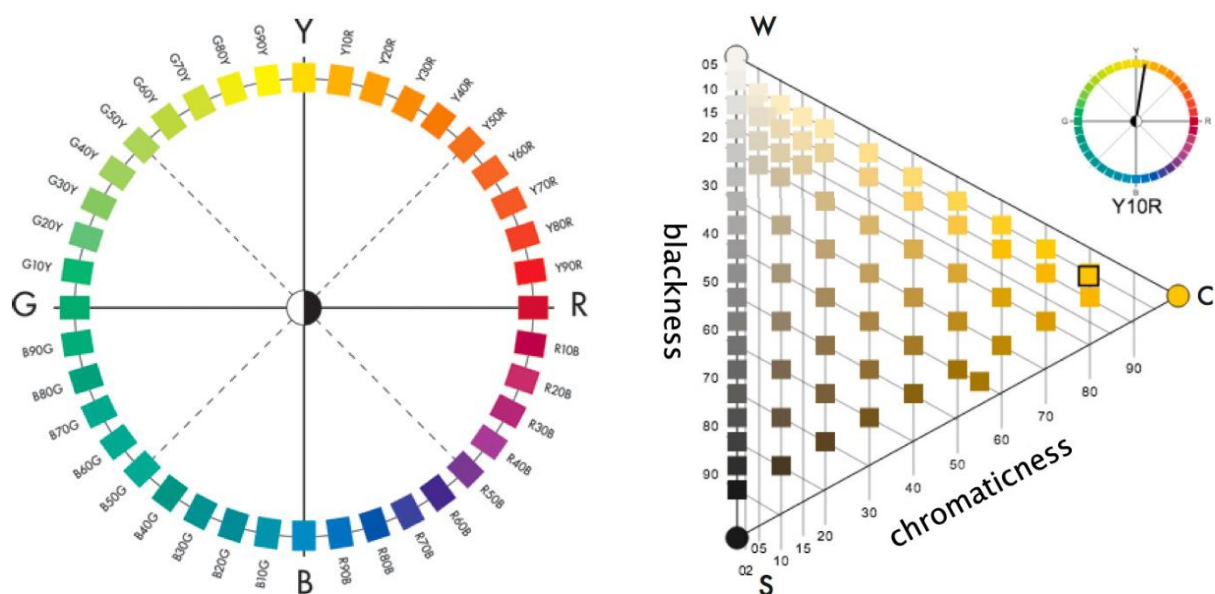 Y
Y10R
Y20R
Y30R
Y40R
Y50R
Y60R
Y70R
Y80R
Y90R
R
R10B
R20B
R30B
R40B
R50B
R60B
R70B
R80B
R90B
B
B10G
B20G
B30G
B40G
B50G
B60G
B70G
B80G
B90G
G
G10Y
G20Y
G30Y
G40Y
G50Y
G60Y
G70Y
G80Y
G90Y
W
05
10
15
20
30
40
50
60
70
80
90
blackness
S
02
05
10
15
20
30
40
50
60
70
80
90
chromaticness
C
Y
G
R
B
Y10R